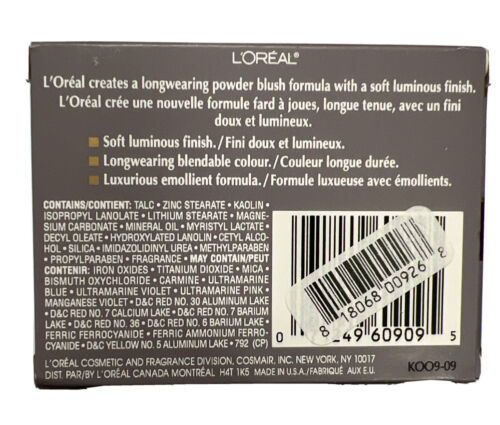 L'ORÉAL®
L'Oréal creates a longwearing powder blush formula with a soft luminous finish.
L'Oréal crée une nouvelle formule fard à joues, longue tenue, avec un fini
doux et lumineux.
Soft luminous finish./Fini doux et lumineux.
Longwearing blendable colour./Couleur longue durée.
Luxurious emollient formula./Formule luxueuse avec émollients.
CONTAINS/CONTIENT: TALC • ZINC STEARATE • KAOLIN •
ISOPROPYL LANOLATE • LITHIUM STEARATE • MAGNE-
SIUM CARBONATE • MINERAL OIL • MYRISTYL LACTATE •
DECYL OLEATE • HYDROXYLATED LANOLIN • CETYL ALCO-
HOL • SILICA • IMIDAZOLIDINYL UREA • METHYLPARABEN
• PROPYLPARABEN • FRAGRANCE • MAY CONTAIN/PEUT
CONTENIR: IRON OXIDES • TITANIUM DIOXIDE • MICA •
BISMUTH OXYCHLORIDE • CARMINE • ULTRAMARINE
BLUE • ULTRAMARINE VIOLET • ULTRAMARINE PINK •
MANGANESE VIOLET • D&C RED NO. 30 ALUMINUM LAKE •
D&C RED NO. 7 CALCIUM LAKE • D&C RED NO. 7 BARIUM
LAKE • D&C RED NO. 36 • D&C RED NO. 6 BARIUM LAKE •
FERRIC FERROCYANIDE • FERRIC AMMONIUM FERRO-
CYANIDE • D&C YELLOW NO. 5 ALUMINUM LAKE • 792 (CP)
8 18068 00926 8
0 249 60909 5
L'ORÉAL COSMETIC AND FRAGRANCE DIVISION, COSMAIR, INC. NEW YORK, NY 10017
DIST. PAR/BY L'ORÉAL CANADA MONTRÉAL H4T 1K5 MADE IN U.S.A./FABRIQUÉ AUX E.U.
KOO9-09